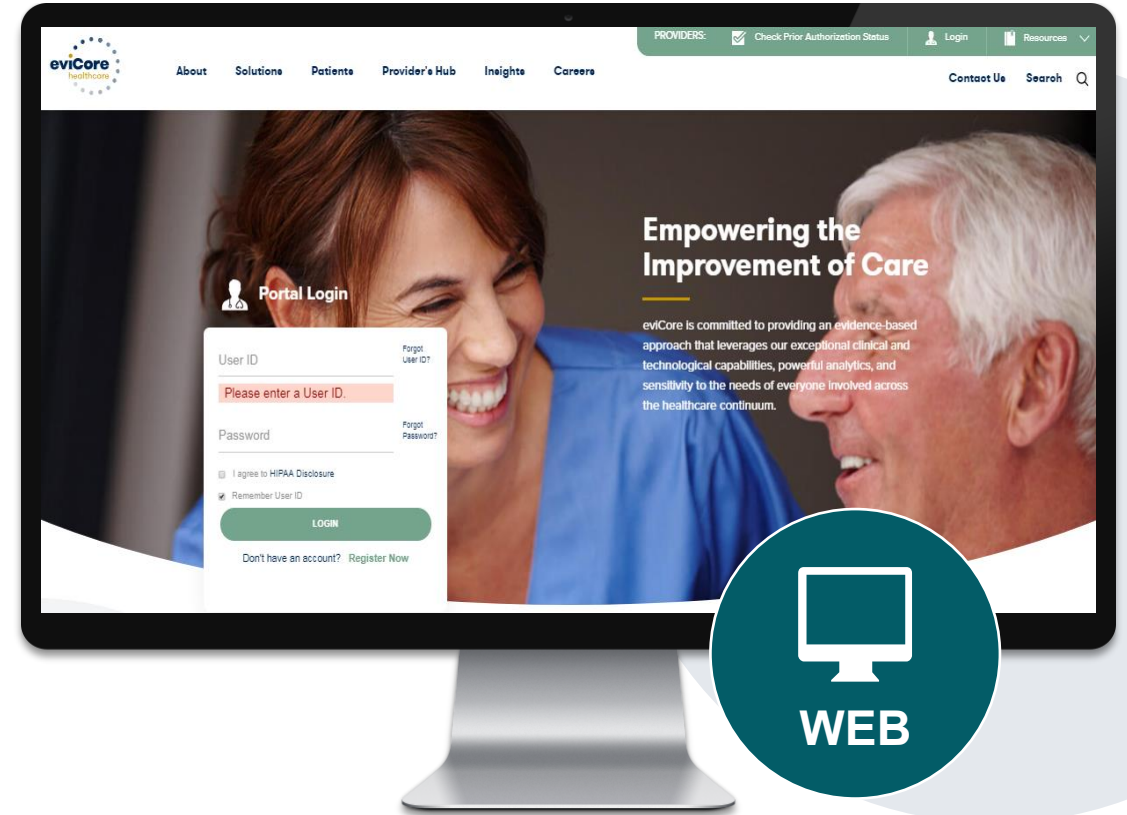 PROVIDERS: Check Prior Authorization Status Login Resources
eviCore
healthcare
About Solutions Patients Provider's Hub Insights Careers
Contact Us Search
Empowering the
Improvement of Care
eviCore is committed to providing an evidence-based
approach that leverages our exceptional clinical and
technological capabilities, powerful analytics, and
sensitivity to the needs of everyone involved across
the healthcare continuum.
Portal Login
User ID
Forgot
User ID?
Please enter a User ID.
Password
Forgot
Password?
I agree to HIPAA Disclosure
Remember User ID
LOGIN
Don't have an account? Register Now
WEB